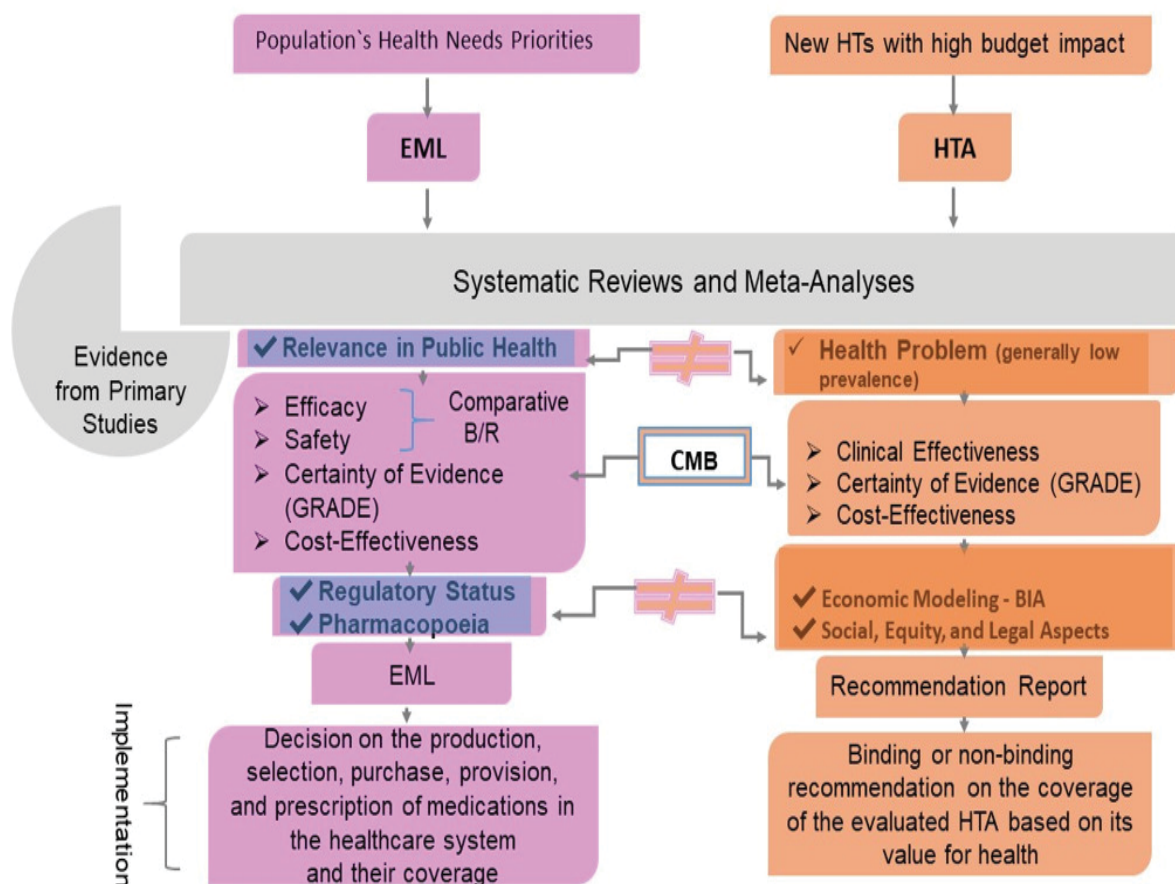 Population`s Health Needs Priorities
New HTs with high budget impact
EML
HTA
Systematic Reviews and Meta-Analyses
Evidence
from Primary
Studies
✔ Relevance in Public Health
✓ Health Problem (generally low
prevalence)
➢ Efficacy
➢ Safety
Comparative
B/R
➢ Certainty of Evidence
(GRADE)
➢ Cost-Effectiveness
≠
CMB
➢ Clinical Effectiveness
➢ Certainty of Evidence (GRADE)
➢ Cost-Effectiveness
✔ Regulatory Status
✔ Pharmacopoeia
≠
✔ Economic Modeling - BIA
✔ Social, Equity, and Legal Aspects
EML
Recommendation Report
Implementation
Decision on the production,
selection, purchase, provision,
and prescription of medications in
the healthcare system
and their coverage
Binding or non-binding
recommendation on the coverage
of the evaluated HTA based on its
value for health